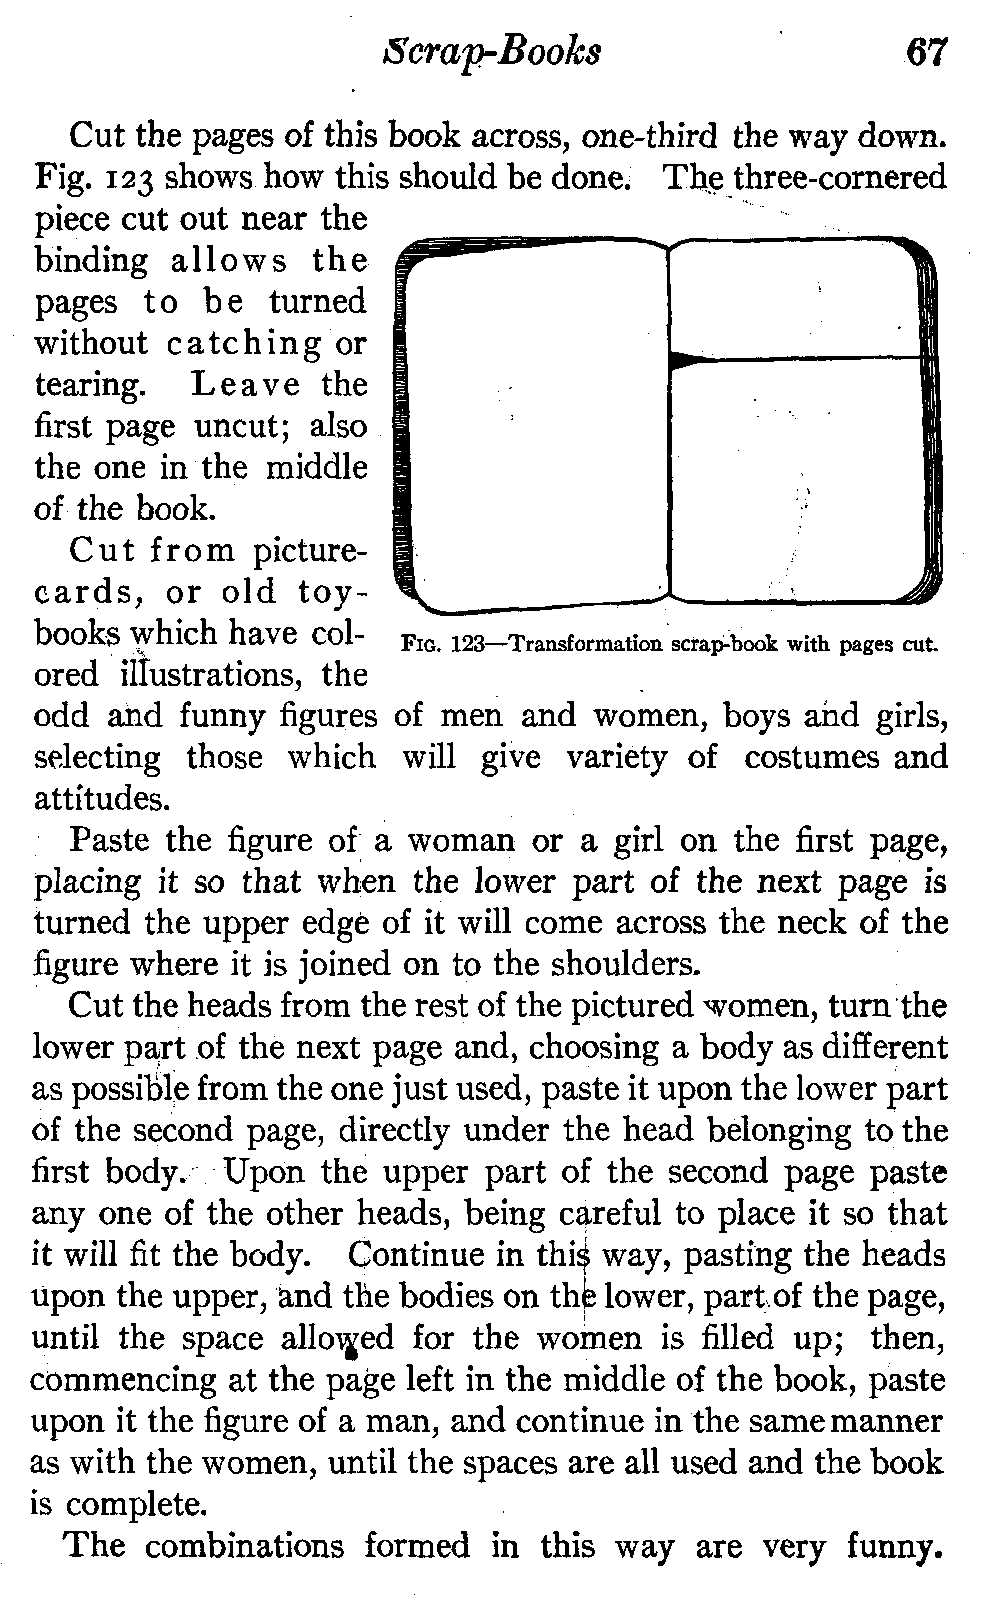 Scrap-Books 67
Cut the pages of this book across, one-third the way down.
Fig. 123 shows how this should be done. The three-cornered
piece cut out near the
binding allows the
pages to be turned
without catching or
tearing. Leave the
first page uncut; also
the one in the middle
of the book.
Cut from picture-
cards, or old toy-
books which have col-
ored illustrations, the
FIG. 123—Transformation scrap-book with pages cut.
odd and funny figures of men and women, boys and girls,
selecting those which will give variety of costumes and
attitudes.
Paste the figure of a woman or a girl on the first page,
placing it so that when the lower part of the next page is
turned the upper edge of it will come across the neck of the
figure where it is joined on to the shoulders.
Cut the heads from the rest of the pictured women, turn the
lower part of the next page and, choosing a body as different
as possible from the one just used, paste it upon the lower part
of the second page, directly under the head belonging to the
first body. Upon the upper part of the second page paste
any one of the other heads, being careful to place it so that
it will fit the body. Continue in this way, pasting the heads
upon the upper, and the bodies on the lower, part of the page,
until the space allowed for the women is filled up; then,
commencing at the page left in the middle of the book, paste
upon it the figure of a man, and continue in the same manner
as with the women, until the spaces are all used and the book
is complete.
The combinations formed in this way are very funny.